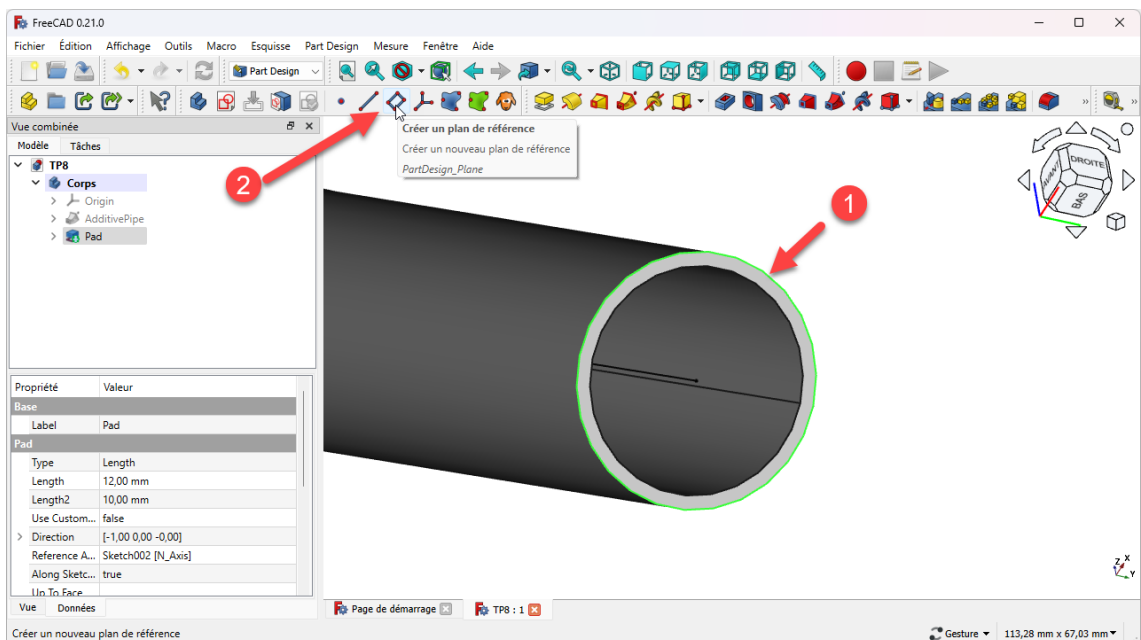 FreeCAD 0.21.0
Fichier Édition Affichage Outils Macro Esquisse Part Design Mesure Fenêtre Aide
Part Design
Vue combinée
Modèle Tâches
TP8
Corps
Origin
AdditivePipe
Pad
Créer un plan de référence
Créer un nouveau plan de référence
PartDesign_Plane
2
1
AVANT
DROITE
BAS
Propriété Valeur
Base
Label Pad
Pad
Type Length
Length 12,00 mm
Length2 10,00 mm
Use Custom... false
Direction [-1,00 0,00 -0,00]
Reference A... Sketch002 [N_Axis]
Along Sketc... true
Up To Face
Vue Données
Page de démarrage
TP8 : 1
Z X
Y
Créer un nouveau plan de référence
Gesture 113,28 mm x 67,03 mm